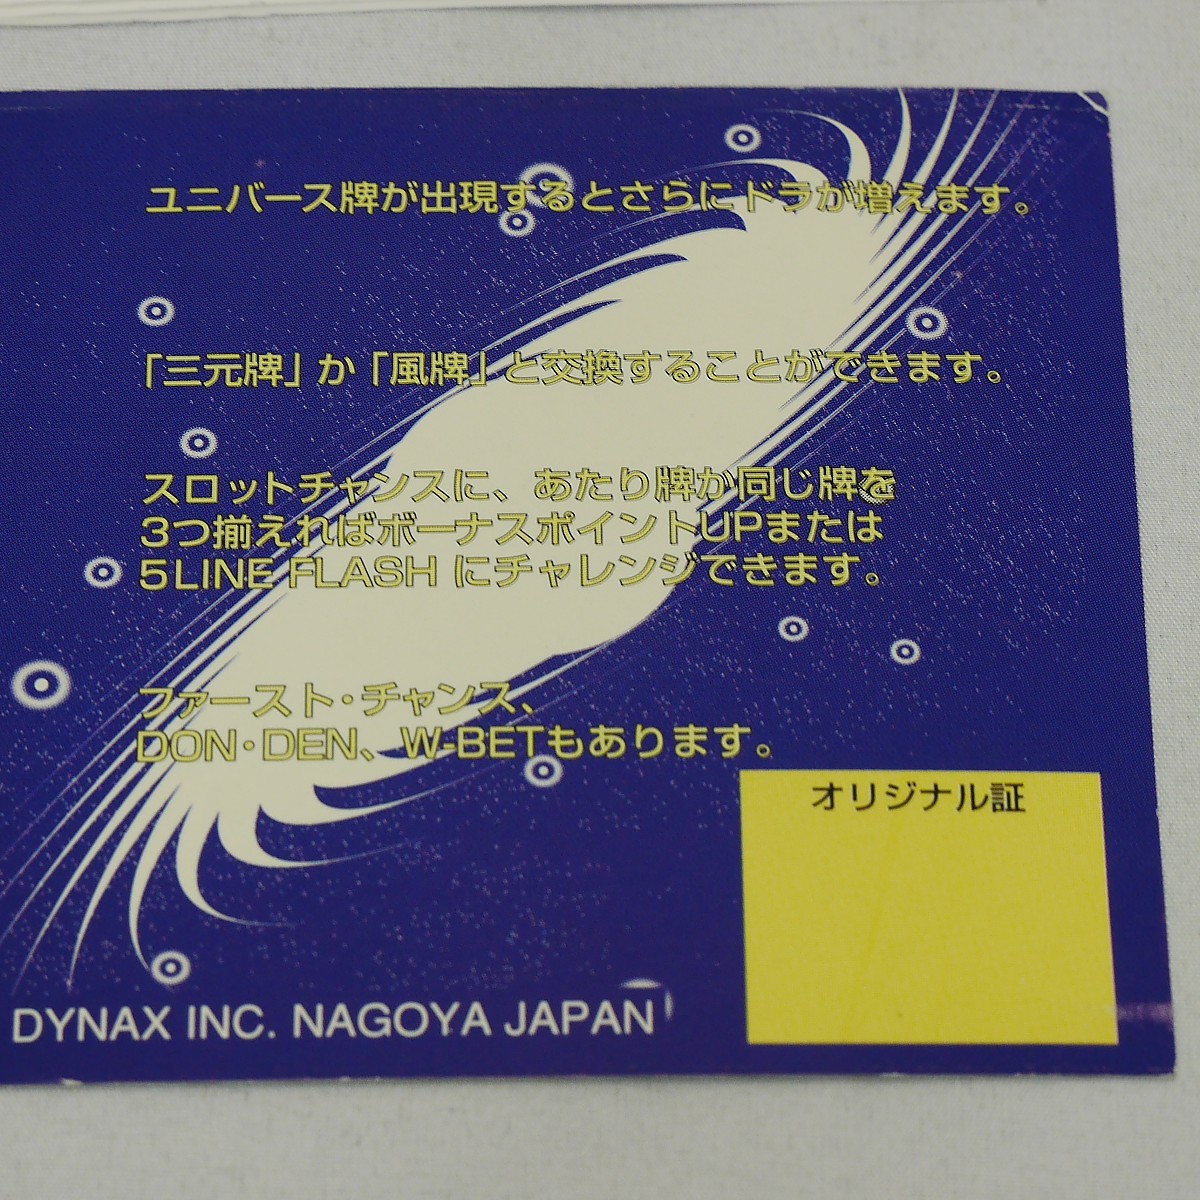 ユニバース牌が出現するとさらにドラが増えます。
「三元牌」か「風牌」と交換することができます。
スロットチャンスに、あたり牌か同じ牌を
3つ揃えればボーナスポイントUPまたは
5LINE FLASH にチャレンジできます。
ファースト・チャンス、
DON・DEN、W-BETもあります。
オリジナル証
DYNAX INC. NAGOYA JAPAN